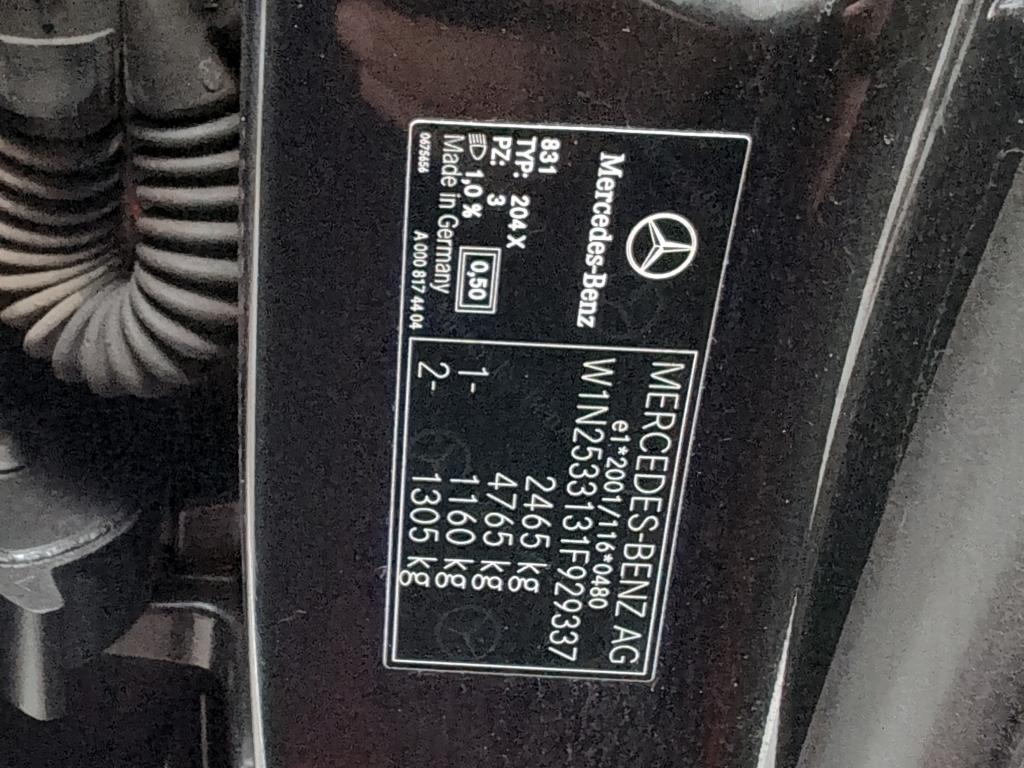 Mercedes-Benz
831
TYP: 204 X
PZ: 3
1,0 % 0,50
Made in Germany
0675656 A 000 817 44 04
MERCEDES-BENZ AG
e1*2001/116*0480
W1N2533131F929337
2465 kg
4765 kg
1- 1160 kg
2- 1305 kg